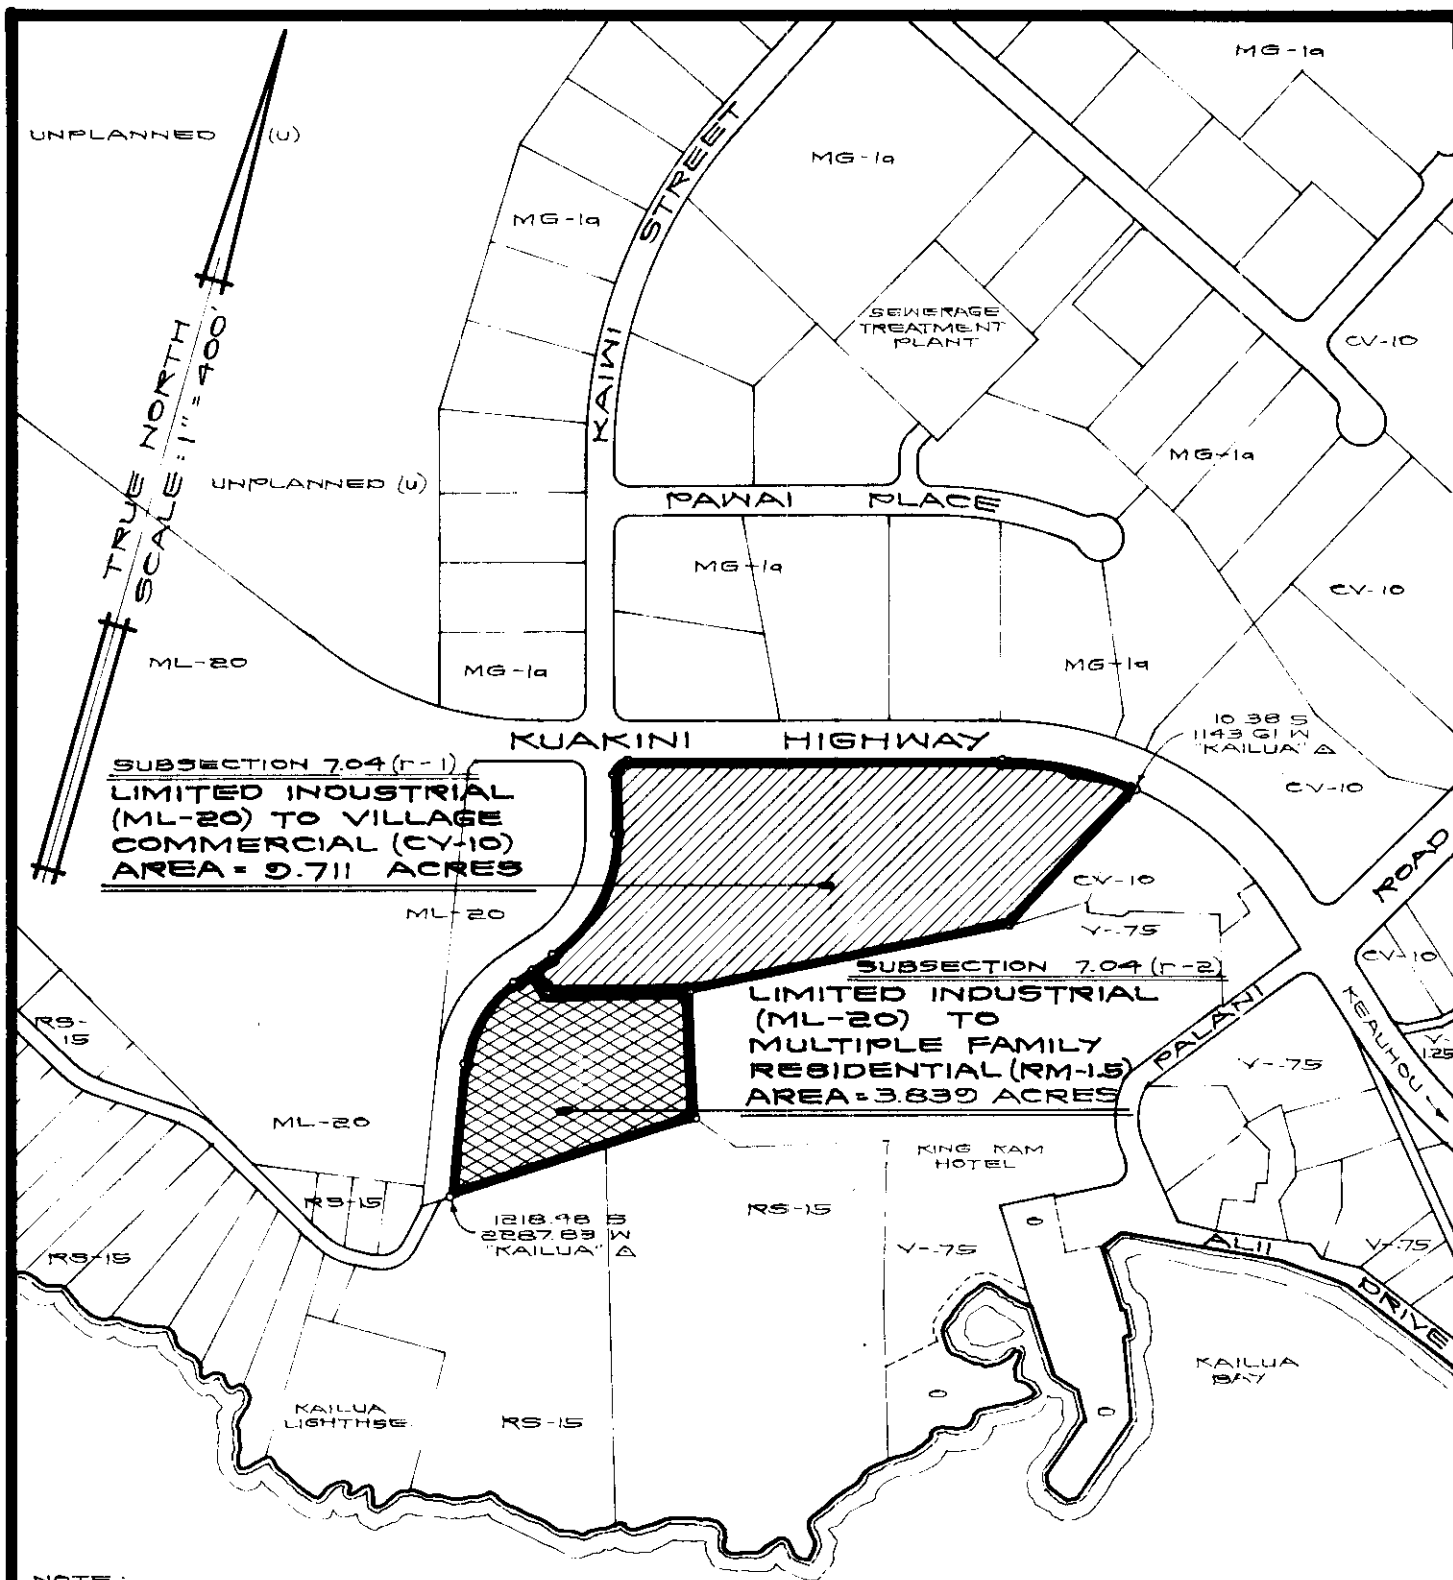 MG-1a
UNPLANNED (U)
MG-1a
MG-1a
KAIWI STREET
SEWERAGE
TREATMENT
PLANT
CV-10
TRUE NORTH
SCALE: 1" = 400'
UNPLANNED (U)
MG-1a
PAWAI PLACE
MG-1a
CV-10
ML-20
MG-1a
MG-1a
10.38 S
1143.61 W
"KAILUA" △
KUAKINI HIGHWAY
CV-10
SUBSECTION 7.04 (r-1)
LIMITED INDUSTRIAL
(ML-20) TO VILLAGE
COMMERCIAL (CV-10)
AREA = 9.711 ACRES
ROAD
CV-10
ML-20
V-.75
CV-10
SUBSECTION 7.04 (r-2)
LIMITED INDUSTRIAL
(ML-20) TO
MULTIPLE FAMILY
RESIDENTIAL (RM-1.5)
AREA = 3.839 ACRES
PALANI
KEAUHOU →
RS-
15
V-.75
V-
1.25
ML-20
KING KAM
HOTEL
RS-15
1218.48 S
2287.89 W
"KAILUA" △
RS-15
V-.75
ALII DRIVE
V-.75
RS-15
KAILUA
BAY
KAILUA
LIGHTHSE.
RS-15
NOTE: